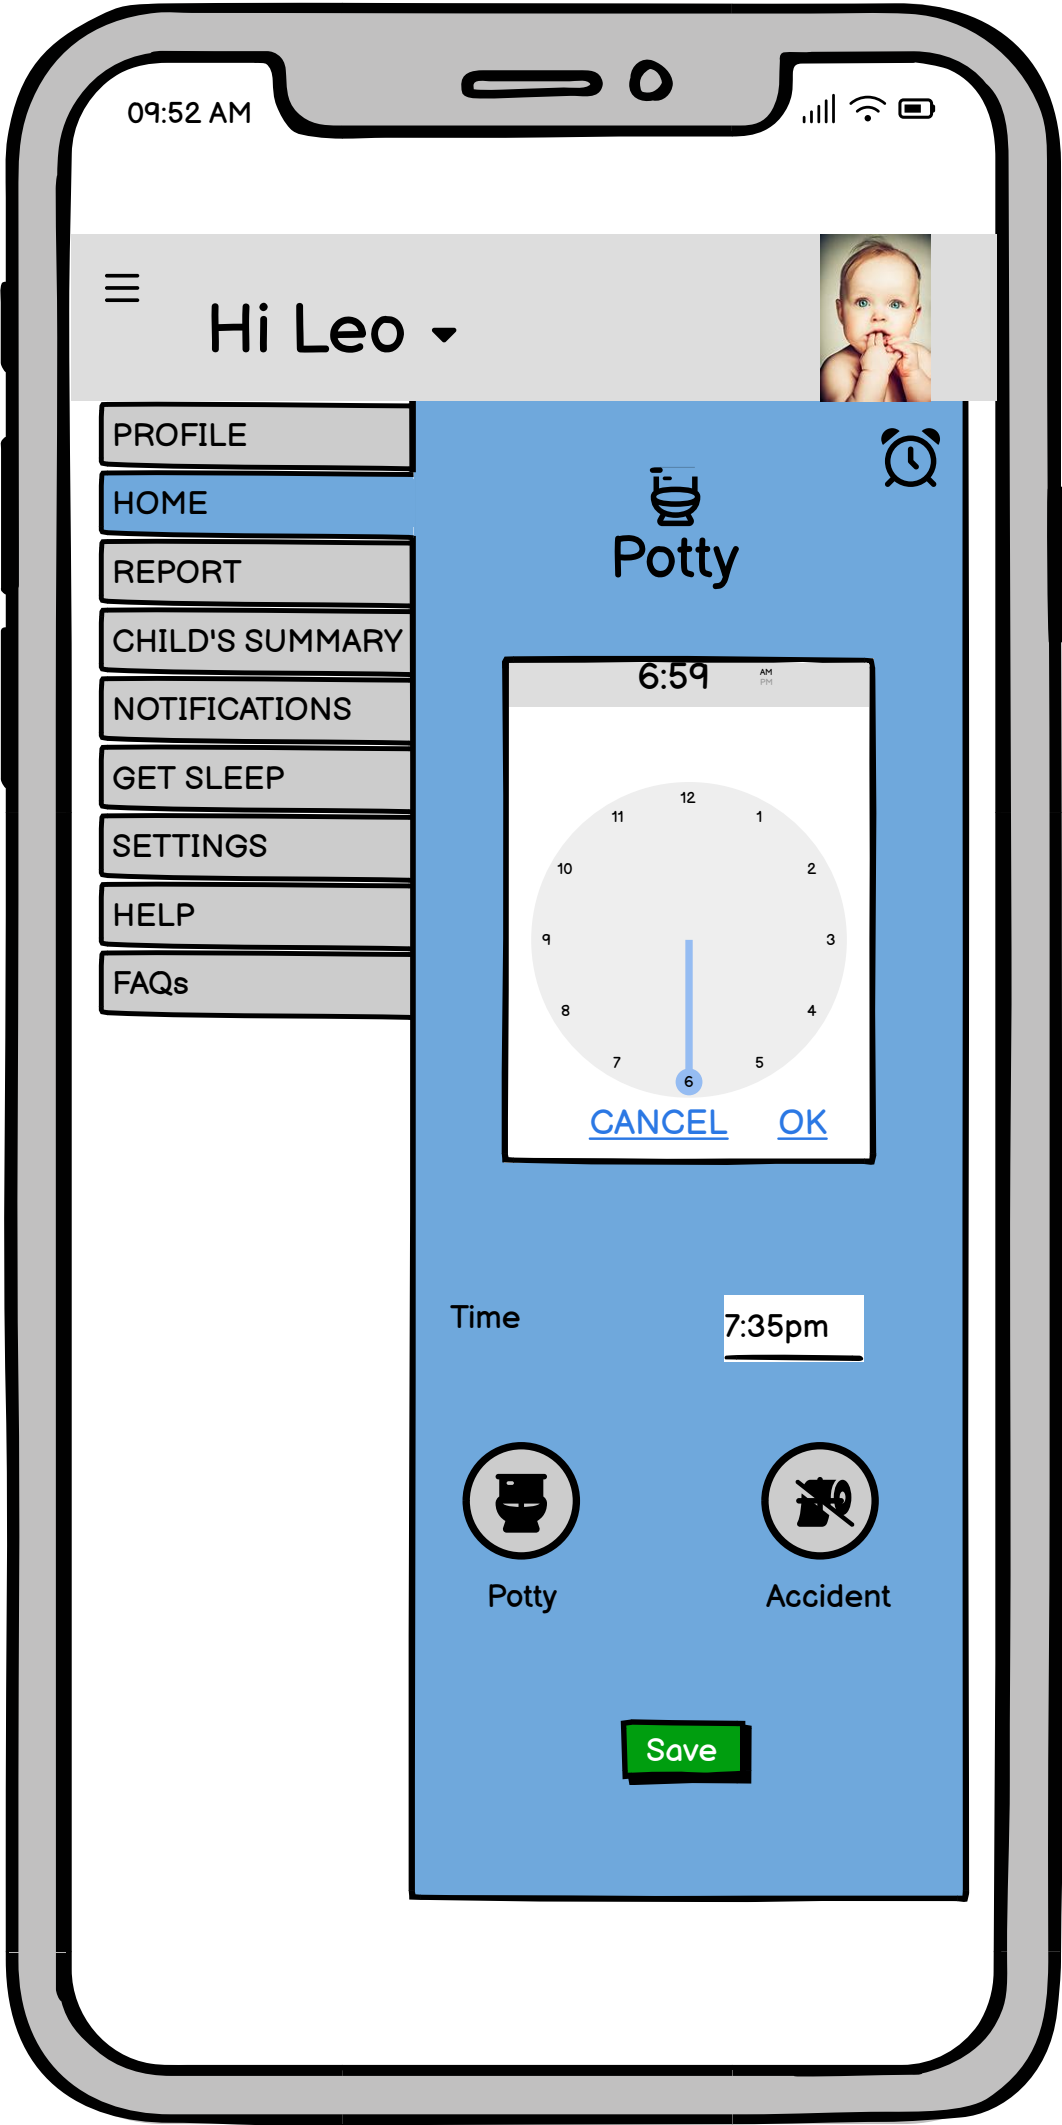 09:52 AM
Hi Leo
PROFILE
HOME
REPORT
CHILD'S SUMMARY
NOTIFICATIONS
GET SLEEP
SETTINGS
HELP
FAQs
Potty
6:59
AM
PM
12
11
1
10
2
9
3
8
4
7
5
6
CANCEL OK
Time
7:35pm
Potty
Accident
Save